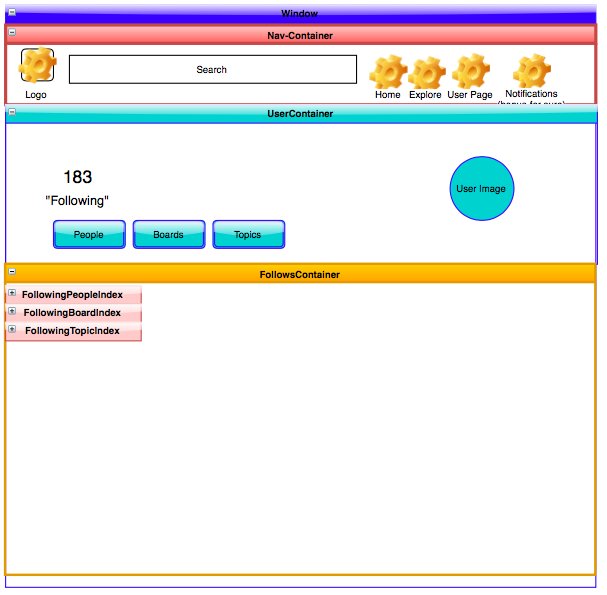 Window
Nav-Container
Search
Logo
Home
Explore
User Page
Notifications
(bonus for sure)
UserContainer
183
"Following"
User Image
People
Boards
Topics
FollowsContainer
FollowingPeopleIndex
FollowingBoardIndex
FollowingTopicIndex